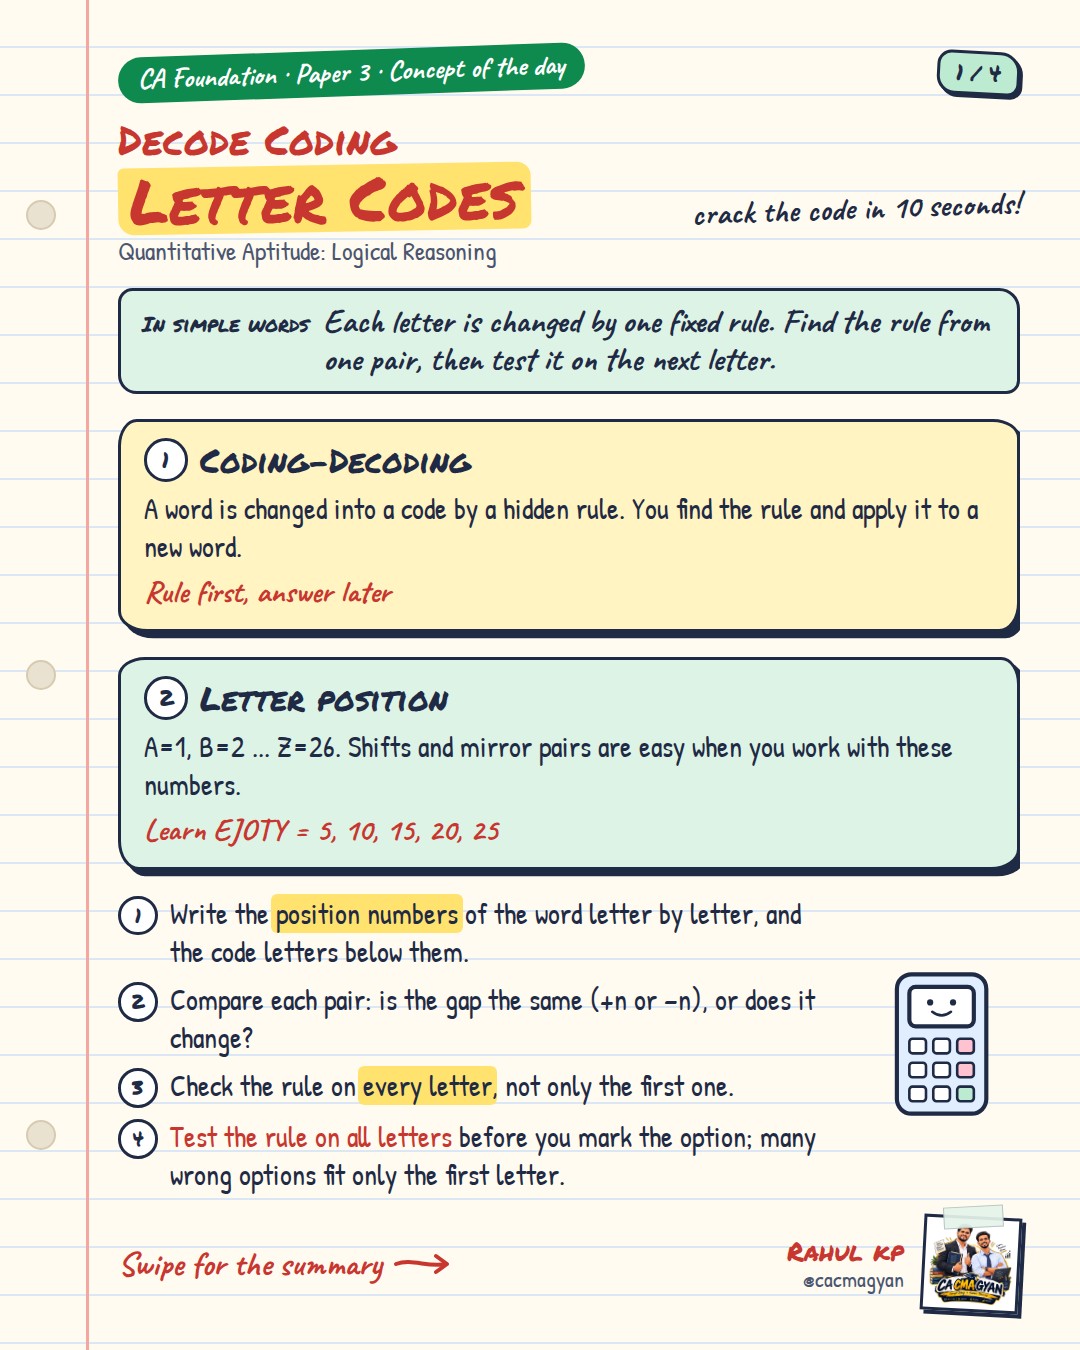 CA Foundation · Paper 3 · Concept of the day
1 / 4
Decode Coding
Letter Codes
crack the code in 10 seconds!
Quantitative Aptitude: Logical Reasoning
In simple words Each letter is changed by one fixed rule. Find the rule from
one pair, then test it on the next letter.
1 Coding–Decoding
A word is changed into a code by a hidden rule. You find the rule and apply it to a
new word.
Rule first, answer later
2 Letter position
A=1, B=2 ... Z=26. Shifts and mirror pairs are easy when you work with these
numbers.
Learn EJOTY = 5, 10, 15, 20, 25
1 Write the position numbers of the word letter by letter, and
the code letters below them.
2 Compare each pair: is the gap the same (+n or −n), or does it
change?
3 Check the rule on every letter, not only the first one.
4 Test the rule on all letters before you mark the option; many
wrong options fit only the first letter.
Swipe for the summary
Rahul KP
@cacmagyan
CA CMA GYAN